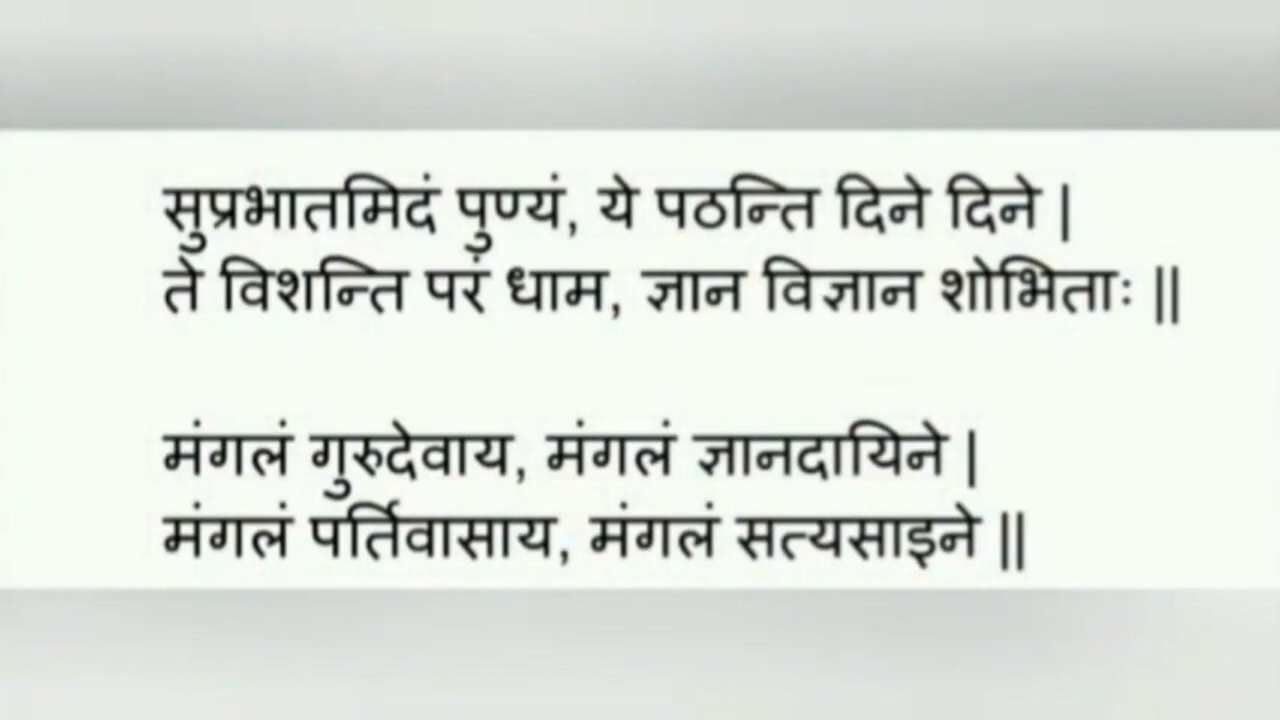 सुप्रभातमिदं पुण्यं, ये पठन्ति दिने दिने |
ते विशन्ति परं धाम, ज्ञान विज्ञान शोभिताः ||
मंगलं गुरुदेवाय, मंगलं ज्ञानदायिने |
मंगलं पर्तिवासाय, मंगलं सत्यसाइने ||